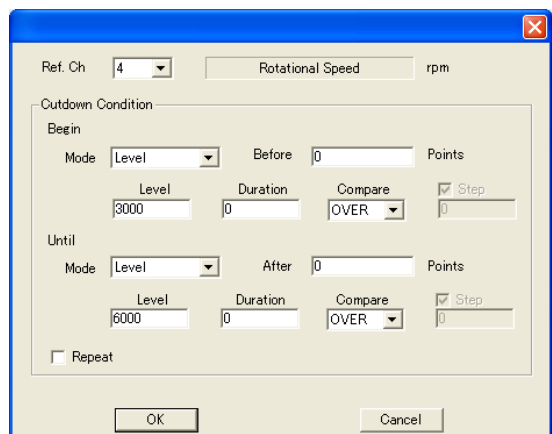 Ref. Ch 4 Rotational Speed rpm
Cutdown Condition
Begin
Mode Level Before 0 Points
Level Duration Compare Step
3000 0 OVER 0
Until
Mode Level After 0 Points
Level Duration Compare Step
6000 0 OVER 0
Repeat
OK Cancel